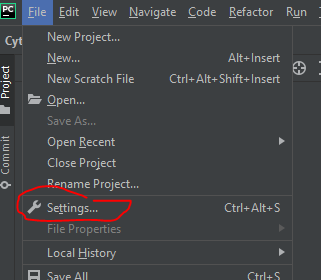 PC File Edit View Navigate Code Refactor Run
Cyt
New Project...
New... Alt+Insert
New Scratch File Ctrl+Alt+Shift+Insert
Open...
Save As...
Open Recent
Close Project
Rename Project...
Settings... Ctrl+Alt+S
File Properties
Local History
Save All Ctrl+S
Project
Commit